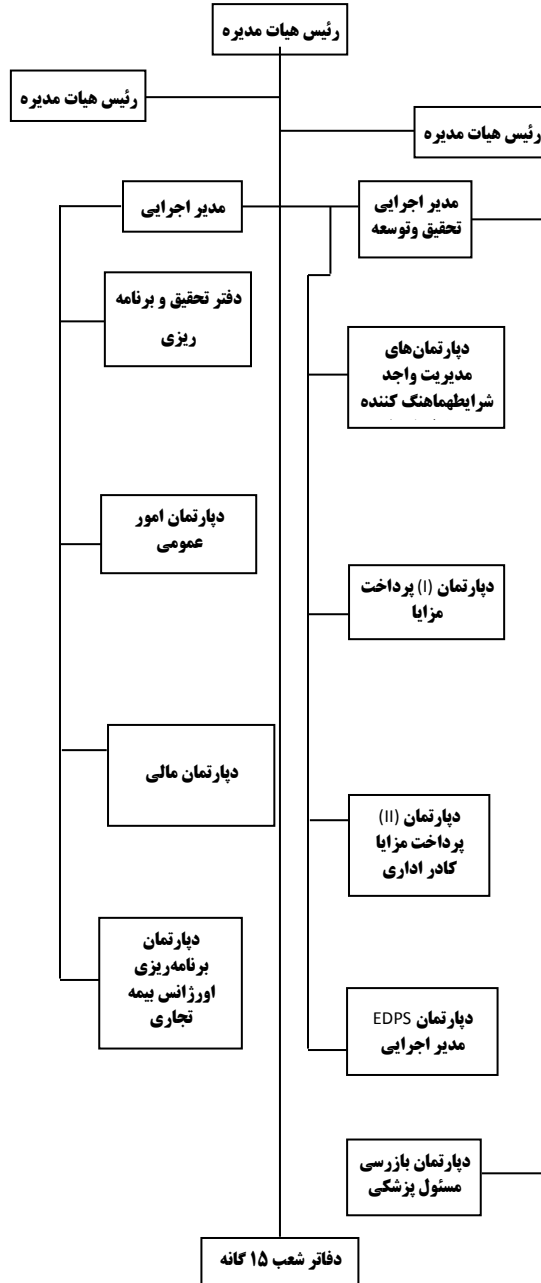 رئیس هیات مدیره
رئیس هیات مدیره
رئیس هیات مدیره
مدیر اجرایی
تحقیق وتوسعه
مدیر اجرایی
دفتر تحقیق و برنامه
ریزی
دپارتمان‌های
مدیریت واجد
شرایطهماهنگ کننده
دپارتمان امور
عمومی
دپارتمان (I) پرداخت
مزایا
دپارتمان مالی
دپارتمان (II)
پرداخت مزایا
کادر اداری
دپارتمان
برنامه‌ریزی
اورژانس بیمه
تجاری
دپارتمان EDPS
مدیر اجرایی
دپارتمان بازرسی
مسئول پزشکی
دفاتر شعب ۱۵ گانه